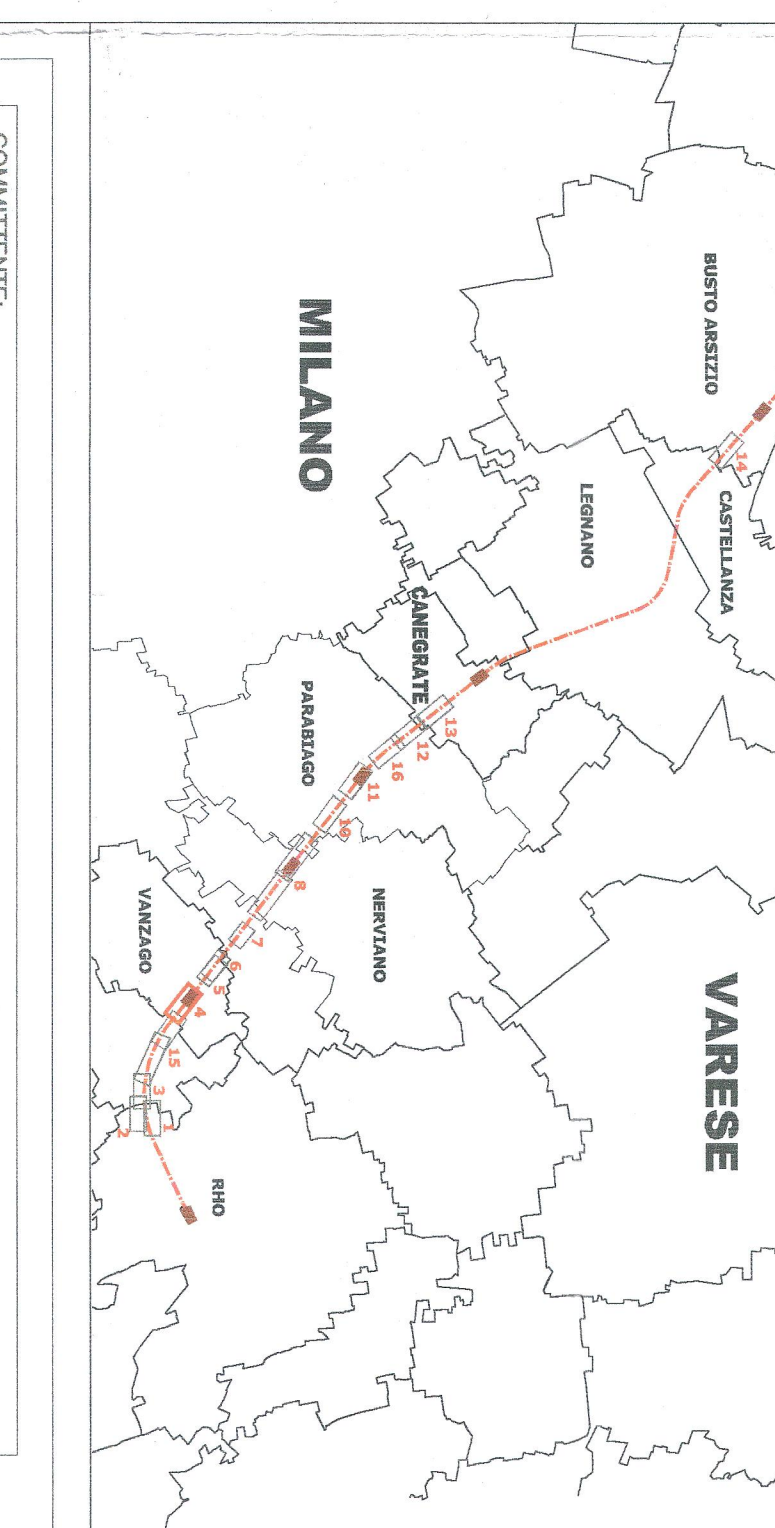 VARESE
BUSTO ARSIZIO
14
CASTELLANZA
LEGNANO
MILANO
CANEGRATE
13
12
16
PARABIAGO
11
10
8
NERVIANO
7
6
5
VANZAGO
4
15
3
1
2
RHO
COMMITTENTE: